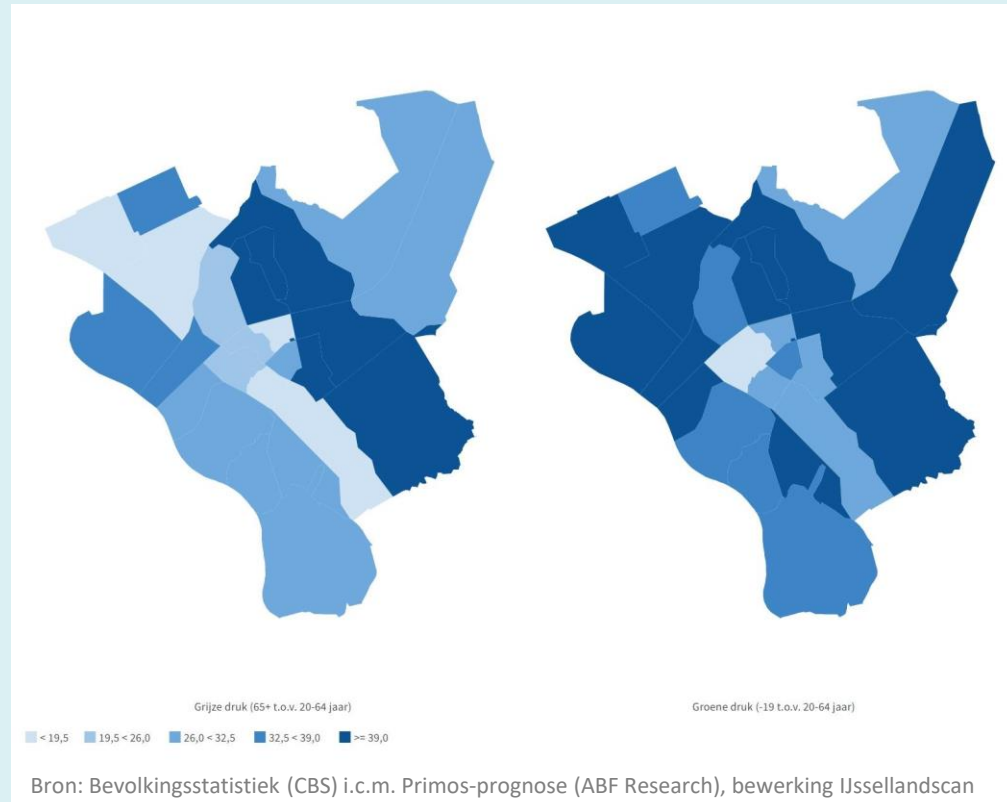 Grijze druk (65+ t.o.v. 20-64 jaar)
Groene druk (-19 t.o.v. 20-64 jaar)
< 19,5 19,5 < 26,0 26,0 < 32,5 32,5 < 39,0 >= 39,0
Bron: Bevolkingsstatistiek (CBS) i.c.m. Primos-prognose (ABF Research), bewerking IJssellandscan